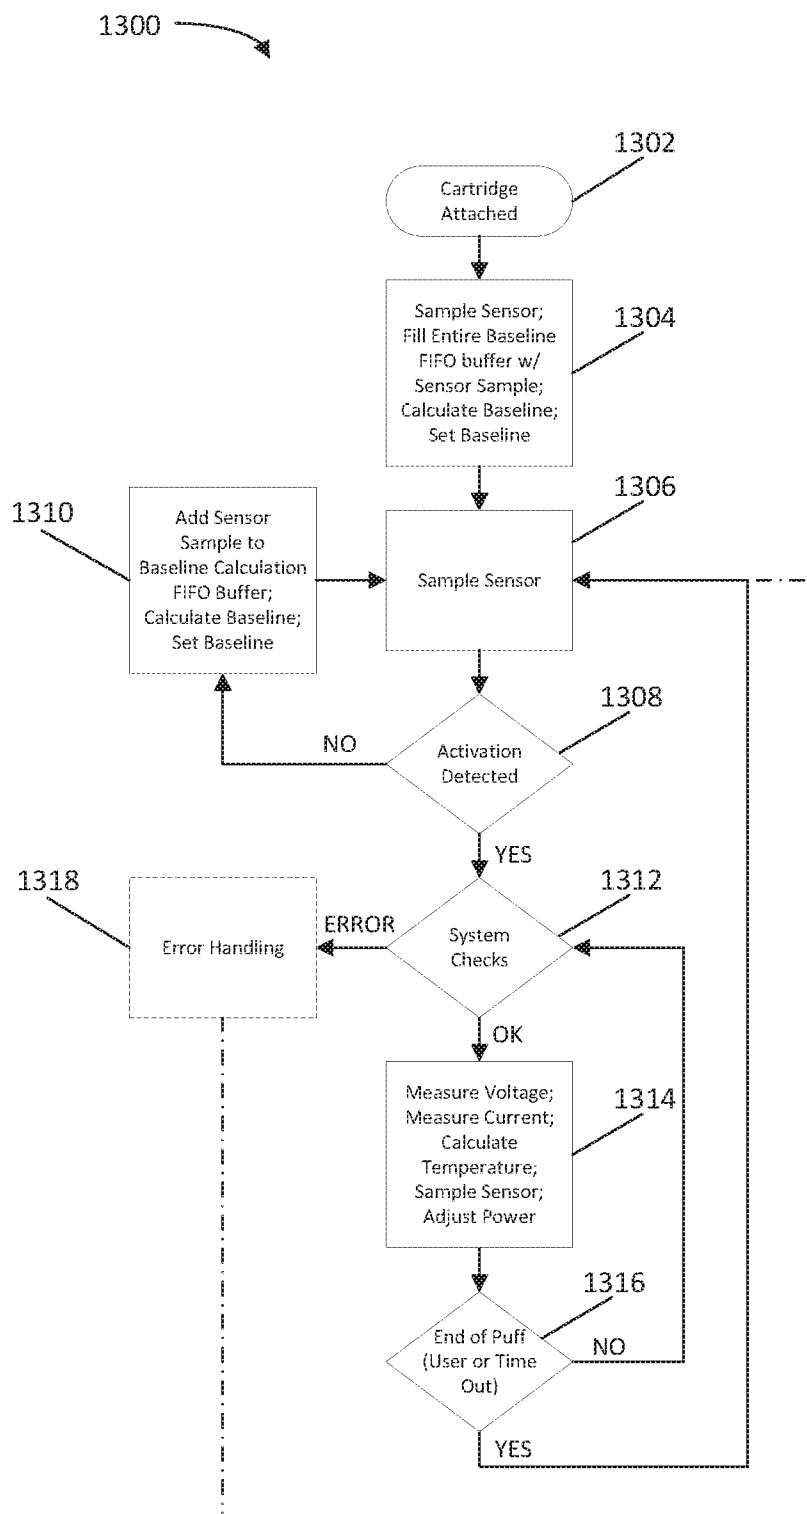 1300
1302
Cartridge
Attached
1304
Sample Sensor;
Fill Entire Baseline
FIFO buffer w/
Sensor Sample;
Calculate Baseline;
Set Baseline
1306
Sample Sensor
1310
Add Sensor
Sample to
Baseline Calculation
FIFO Buffer;
Calculate Baseline;
Set Baseline
1308
Activation
Detected
NO
YES
1312
System
Checks
ERROR
1318
Error Handling
OK
1314
Measure Voltage;
Measure Current;
Calculate
Temperature;
Sample Sensor;
Adjust Power
1316
End of Puff
(User or Time
Out)
NO
YES